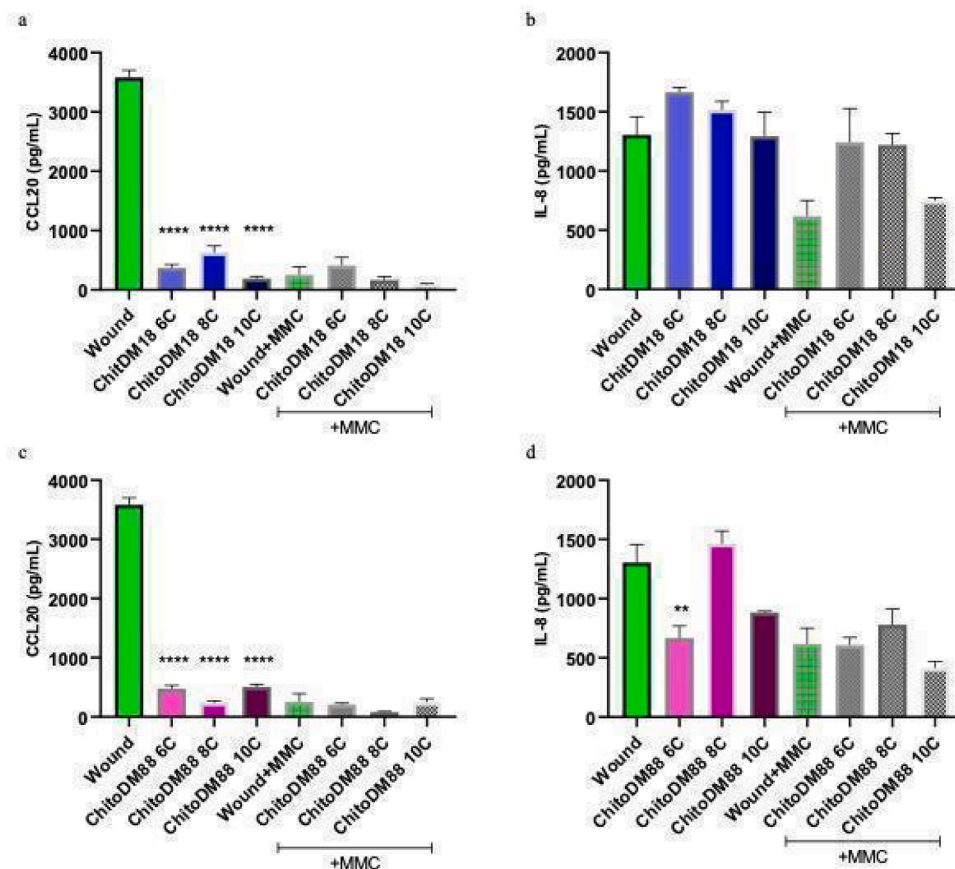 a
CCL20 (pg/mL)
4000
3000
2000
1000
0
**** **** ****
Wound
ChitDM18 6C
ChitoDM18 8C
ChitoDM18 10C
Wound+MMC
ChitoDM18 6C
ChitoDM18 8C
ChitoDM18 10C
+MMC
b
IL-8 (pg/mL)
2000
1500
1000
500
0
Wound
ChitDM18 6C
ChitoDM18 8C
ChitoDM18 10C
Wound+MMC
ChitoDM18 6C
ChitoDM18 8C
ChitoDM18 10C
+MMC
c
CCL20 (pg/mL)
4000
3000
2000
1000
0
**** **** ****
Wound
ChitoDM88 6C
ChitoDM88 8C
ChitoDM88 10C
Wound+MMC
ChitoDM88 6C
ChitoDM88 8C
ChitoDM88 10C
+MMC
d
IL-8 (pg/mL)
2000
1500
1000
500
0
**
Wound
ChitoDM88 6C
ChitoDM88 8C
ChitoDM88 10C
Wound+MMC
ChitoDM88 6C
ChitoDM88 8C
ChitoDM88 10C
+MMC